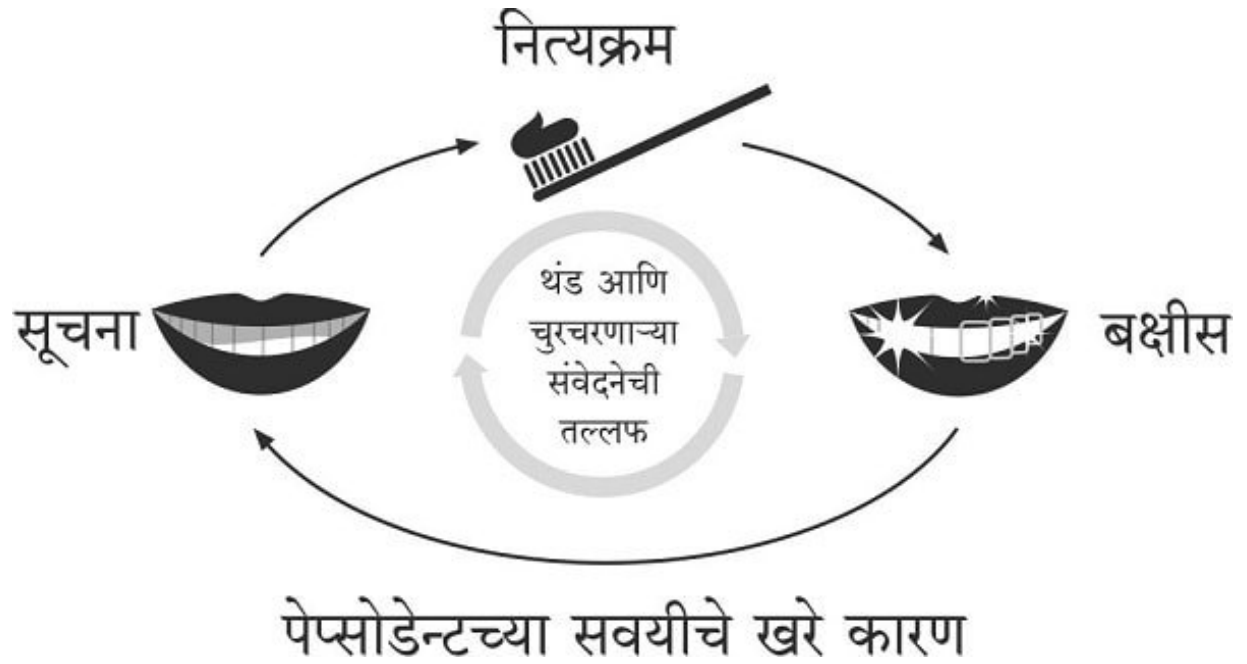 नित्यक्रम
सूचना
थंड आणि
चुरचरणाऱ्या
संवेदनेची
तल्लफ
बक्षीस
पेप्सोडेन्टच्या सवयीचे खरे कारण